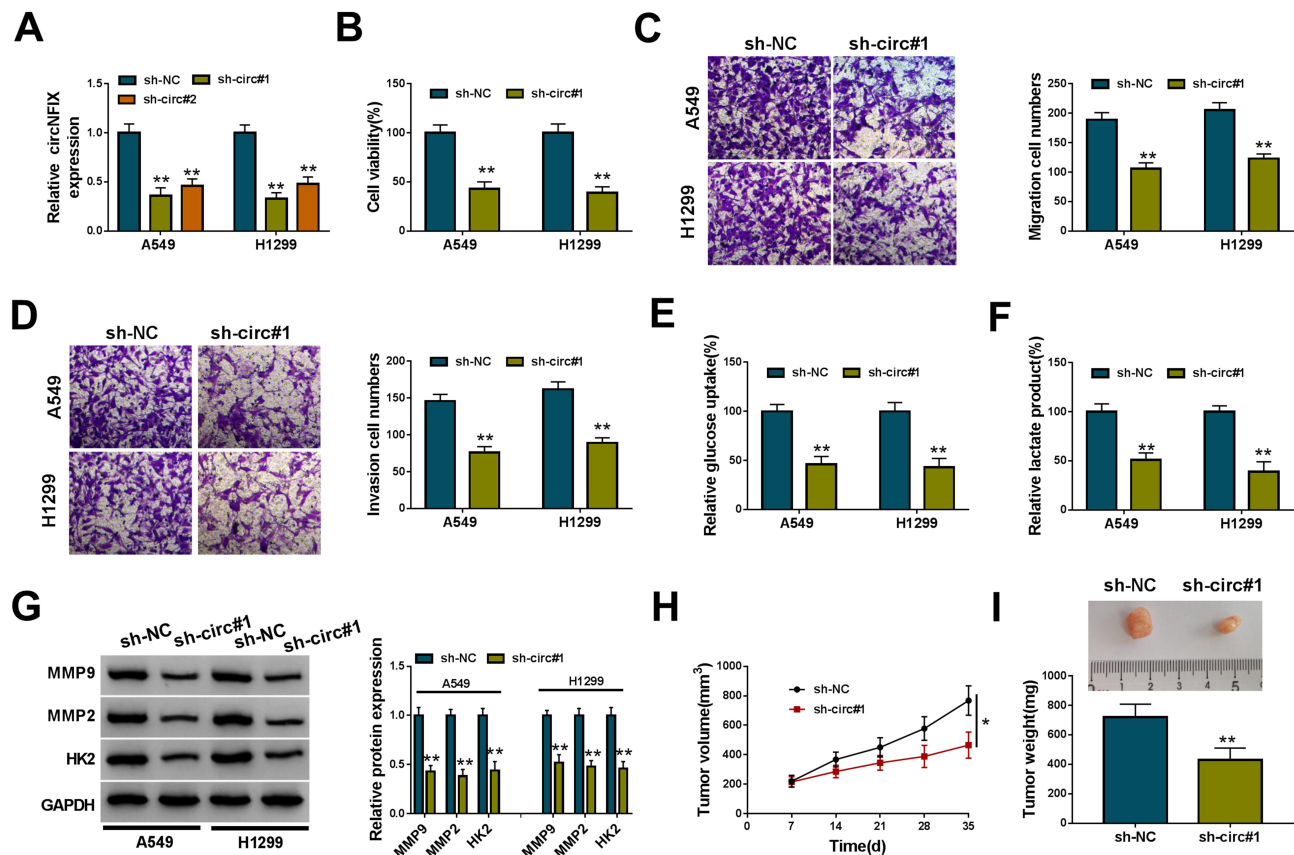 A
sh-NC sh-circ#1
sh-circ#2
Relative circNFIX
expression
1.5
1.0
0.5
0.0
A549 H1299
B
sh-NC sh-circ#1
Cell viability(%)
150
100
50
0
A549 H1299
C
sh-NC sh-circ#1
A549
H1299
sh-NC sh-circ#1
Migration cell numbers
250
200
150
100
50
0
A549 H1299
** ** ** **
** **
** **
D
sh-NC sh-circ#1
A549
H1299
sh-NC sh-circ#1
Invasion cell numbers
200
150
100
50
0
** **
A549 H1299
E
sh-NC sh-circ#1
Relative glucose uptake(%)
150
100
50
0
** **
A549 H1299
F
sh-NC sh-circ#1
Relative lactate product(%)
150
100
50
0
** **
A549 H1299
G
sh-NC sh-circ#1 sh-NC sh-circ#1
MMP9
MMP2
HK2
GAPDH
A549 H1299
sh-NC sh-circ#1
A549 H1299
Relative protein expression
1.5
1.0
0.5
0.0
** ** ** ** ** **
MMP9 MMP2 HK2 MMP9 MMP2 HK2
H
Tumor volume(mm3)
1000
800
600
400
200
0
sh-NC
sh-circ#1
*
0 7 14 21 28 35
Time(d)
I
sh-NC sh-circ#1
1 2 3 4 5
Tumor weight(mg)
1000
800
600
400
200
0
**
sh-NC sh-circ#1